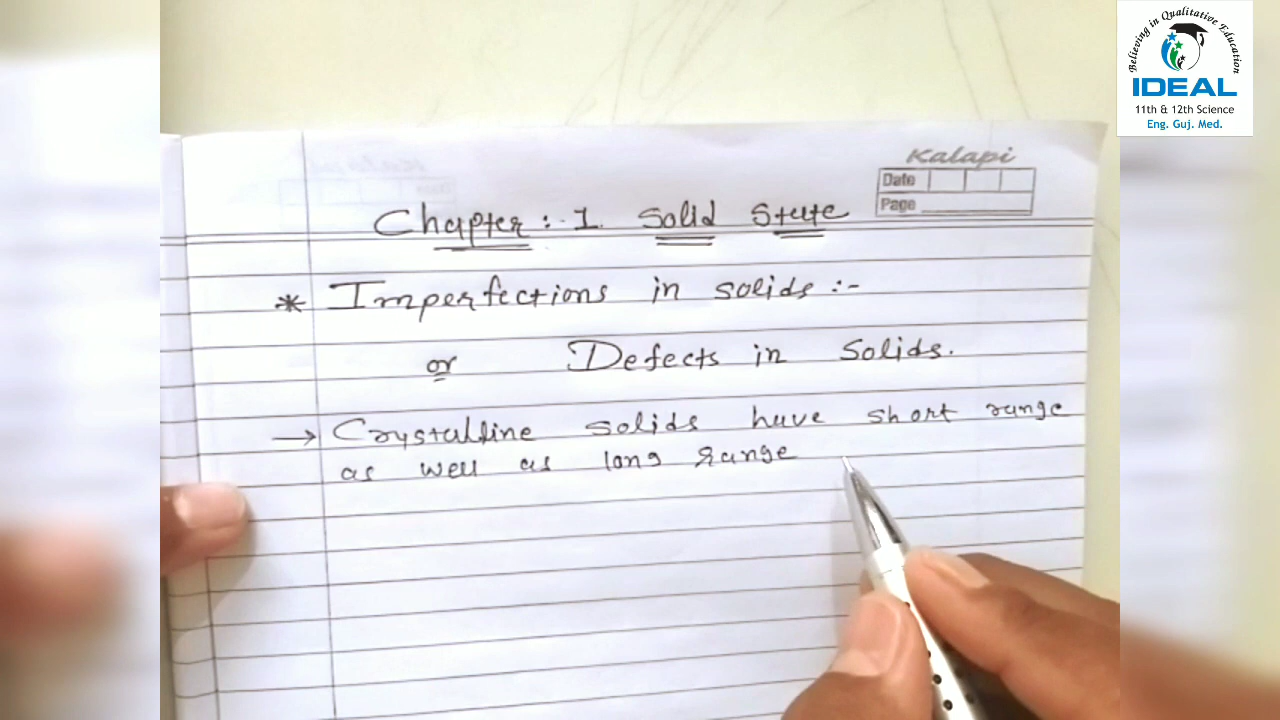 Believing in Qualitative Education
IDEAL
11th & 12th Science
Eng. Guj. Med.
Kalapi
Date
Page
Chapter :- 1. Solid State
* Imperfections in solids :-
or Defects in Solids.
→ Crystalline solids have short range
as well as long range